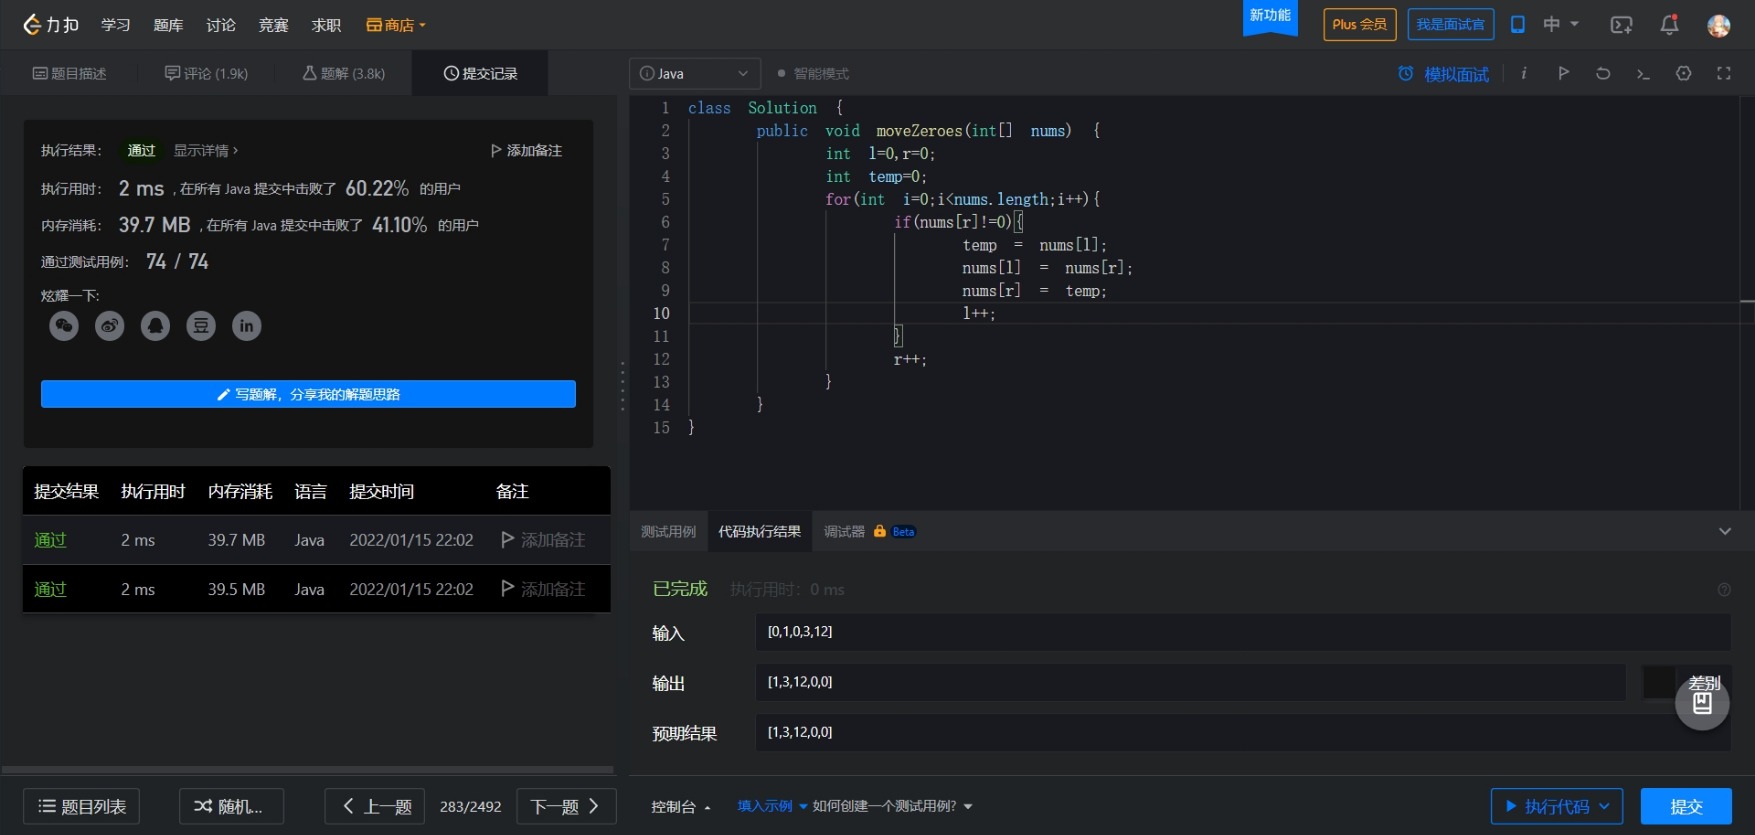 力扣 学习 题库 讨论 竞赛 求职 商店 新功能 Plus 会员 我是面试官 中
题目描述 评论 (1.9k) 题解 (3.8k) 提交记录 Java 智能模式 模拟面试
执行结果： 通过 显示详情 › 添加备注
执行用时： 2 ms , 在所有 Java 提交中击败了 60.22% 的用户
内存消耗： 39.7 MB , 在所有 Java 提交中击败了 41.10% 的用户
通过测试用例： 74 / 74
炫耀一下:
写题解，分享我的解题思路
提交结果 执行用时 内存消耗 语言 提交时间 备注
通过 2 ms 39.7 MB Java 2022/01/15 22:02 添加备注
通过 2 ms 39.5 MB Java 2022/01/15 22:02 添加备注
题目列表 随机... 上一题 283/2492 下一题
1 class Solution {
2 public void moveZeroes(int[] nums) {
3 int l=0,r=0;
4 int temp=0;
5 for(int i=0;i<nums.length;i++){
6 if(nums[r]!=0){
7 temp = nums[l];
8 nums[l] = nums[r];
9 nums[r] = temp;
10 l++;
11 }
12 r++;
13 }
14 }
15 }
测试用例 代码执行结果 调试器 Beta
已完成 执行用时：0 ms
输入 [0,1,0,3,12]
输出 [1,3,12,0,0] 差别
预期结果 [1,3,12,0,0]
控制台 填入示例 如何创建一个测试用例? 执行代码 提交